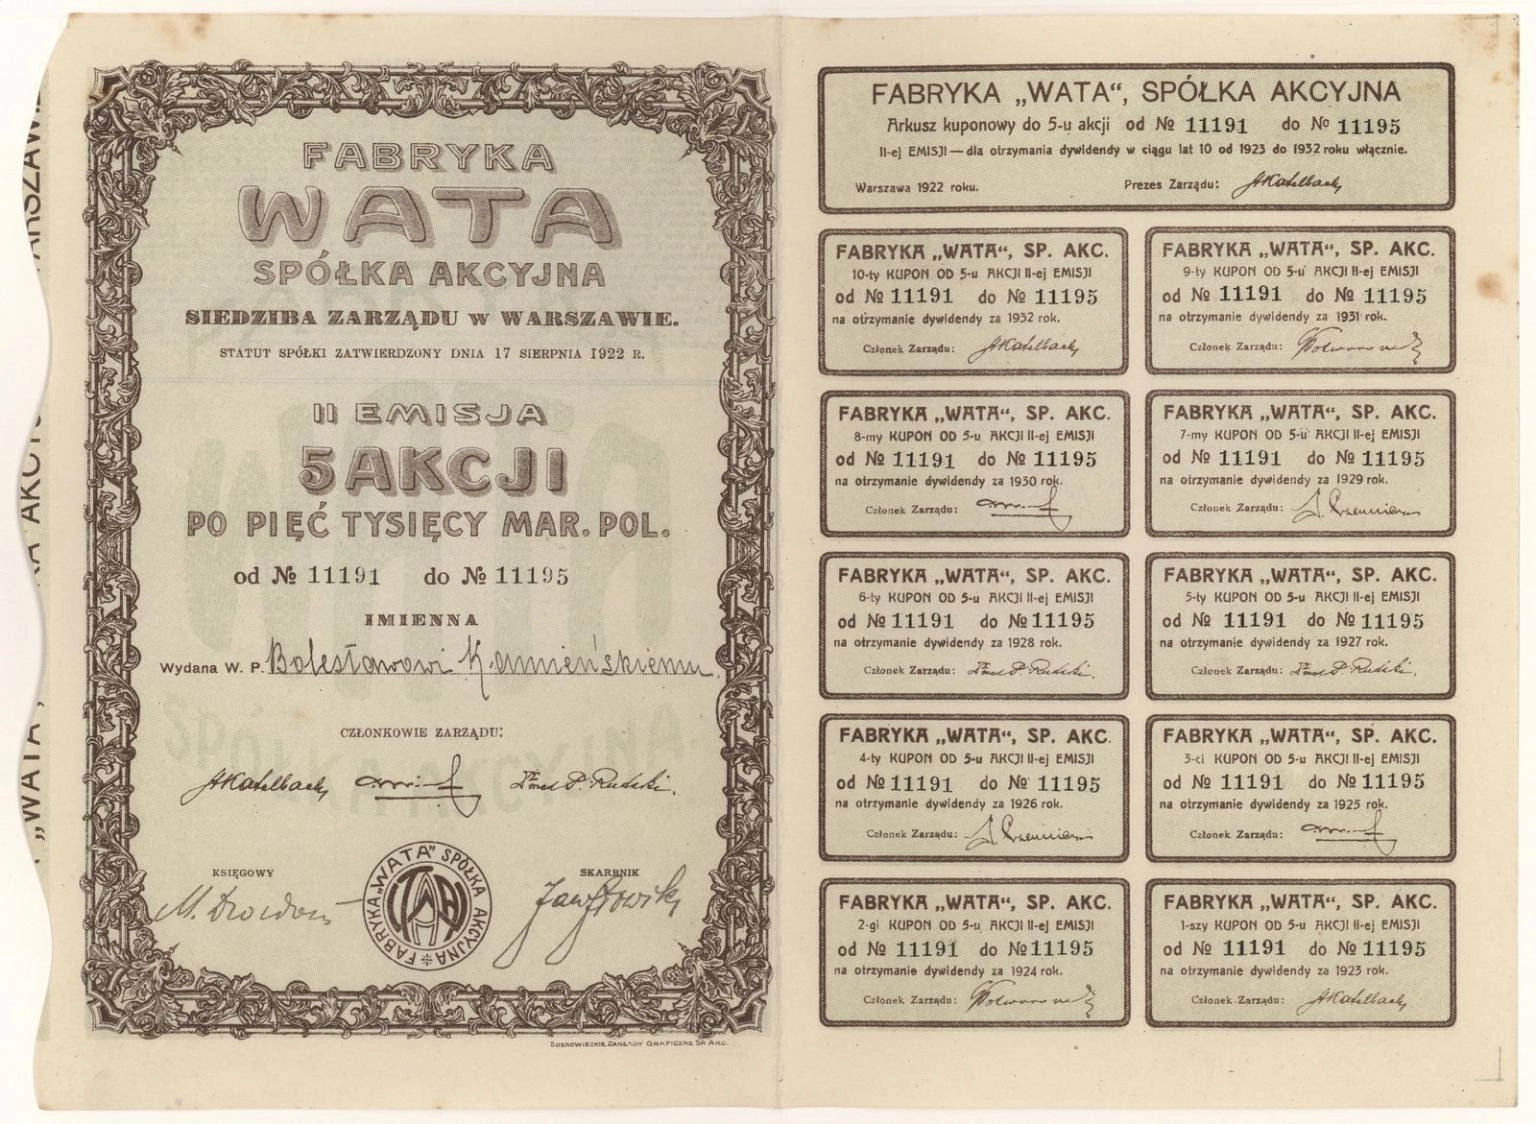 FABRYKA
WATA
SPÓŁKA AKCYJNA
SIEDZIBA ZARZĄDU w WARSZAWIE.
STATUT SPÓŁKI ZATWIERDZONY DNIA 17 SIERPNIA 1922 R.
II EMISJA
5 AKCJI
PO PIĘĆ TYSIĘCY MAR. POL.
od № 11191 do № 11195
IMIENNA
Wydana W. P. Bolesławowi Kamieńskiemu
CZŁONKOWIE ZARZĄDU:
AKatelbach P. Rudzki.
KSIĘGOWY
SKARBNIK
FABRYKA „WATA" SPÓŁKA AKCYJNA
WATA
SOSNOWIECKIE ZAKŁADY GRAFICZNE SP. AKC.
FABRYKA „WATA“, SPÓŁKA AKCYJNA
Arkusz kuponowy do 5-u akcji od № 11191 do № 11195
II-ej EMISJI — dla otrzymania dywidendy w ciągu lat 10 od 1923 do 1932 roku włącznie.
Warszawa 1922 roku. Prezes Zarządu: AKatelbach
FABRYKA „WATA“, SP. AKC.
10-ty KUPON OD 5-u AKCJI II-ej EMISJI
od № 11191 do № 11195
na otrzymanie dywidendy za 1932 rok.
Członek Zarządu: AKatelbach
FABRYKA „WATA“, SP. AKC.
9-ty KUPON OD 5-u AKCJI II-ej EMISJI
od № 11191 do № 11195
na otrzymanie dywidendy za 1931 rok.
Członek Zarządu:
FABRYKA „WATA“, SP. AKC.
8-my KUPON OD 5-u AKCJI II-ej EMISJI
od № 11191 do № 11195
na otrzymanie dywidendy za 1930 rok.
Członek Zarządu:
FABRYKA „WATA“, SP. AKC.
7-my KUPON OD 5-u AKCJI II-ej EMISJI
od № 11191 do № 11195
na otrzymanie dywidendy za 1929 rok.
Członek Zarządu:
FABRYKA „WATA“, SP. AKC.
6-ty KUPON OD 5-u AKCJI II-ej EMISJI
od № 11191 do № 11195
na otrzymanie dywidendy za 1928 rok.
Członek Zarządu: P. Rudzki.
FABRYKA „WATA“, SP. AKC.
5-ty KUPON OD 5-u AKCJI II-ej EMISJI
od № 11191 do № 11195
na otrzymanie dywidendy za 1927 rok.
Członek Zarządu: P. Rudzki.
FABRYKA „WATA“, SP. AKC.
4-ty KUPON OD 5-u AKCJI II-ej EMISJI
od № 11191 do № 11195
na otrzymanie dywidendy za 1926 rok.
Członek Zarządu:
FABRYKA „WATA“, SP. AKC.
3-ci KUPON OD 5-u AKCJI II-ej EMISJI
od № 11191 do № 11195
na otrzymanie dywidendy za 1925 rok.
Członek Zarządu:
FABRYKA „WATA“, SP. AKC.
2-gi KUPON OD 5-u AKCJI II-ej EMISJI
od № 11191 do № 11195
na otrzymanie dywidendy za 1924 rok.
Członek Zarządu:
FABRYKA „WATA“, SP. AKC.
1-szy KUPON OD 5-u AKCJI II-ej EMISJI
od № 11191 do № 11195
na otrzymanie dywidendy za 1923 rok.
Członek Zarządu: AKatelbach